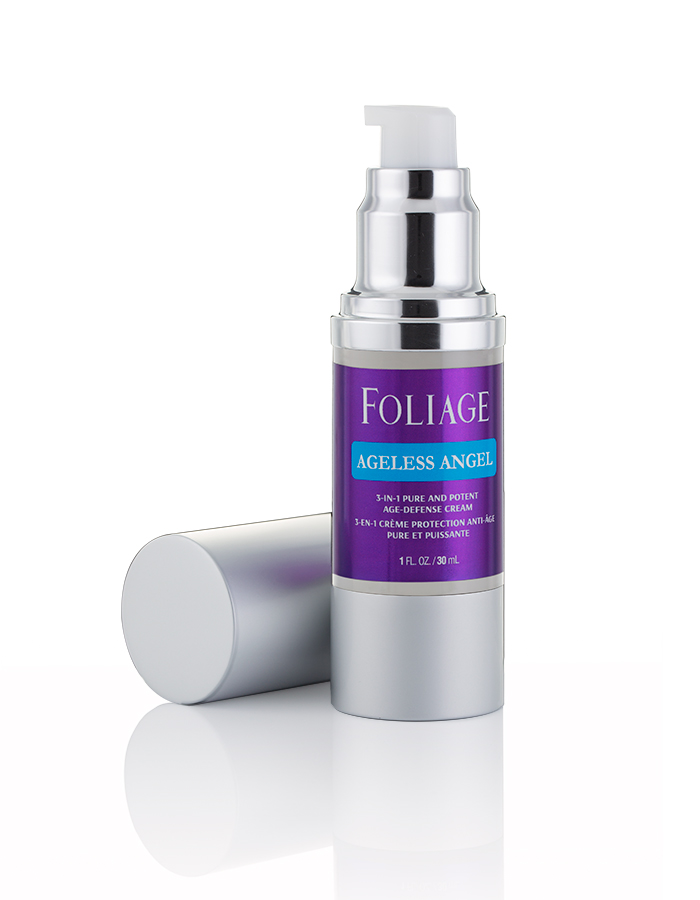 FOLIAGE
AGELESS ANGEL
3-IN-1 PURE AND POTENT
AGE-DEFENSE CREAM
3-EN-1 CRÈME PROTECTION ANTI-ÂGE
PURE ET PUISSANTE
1 FL. OZ. / 30 mL